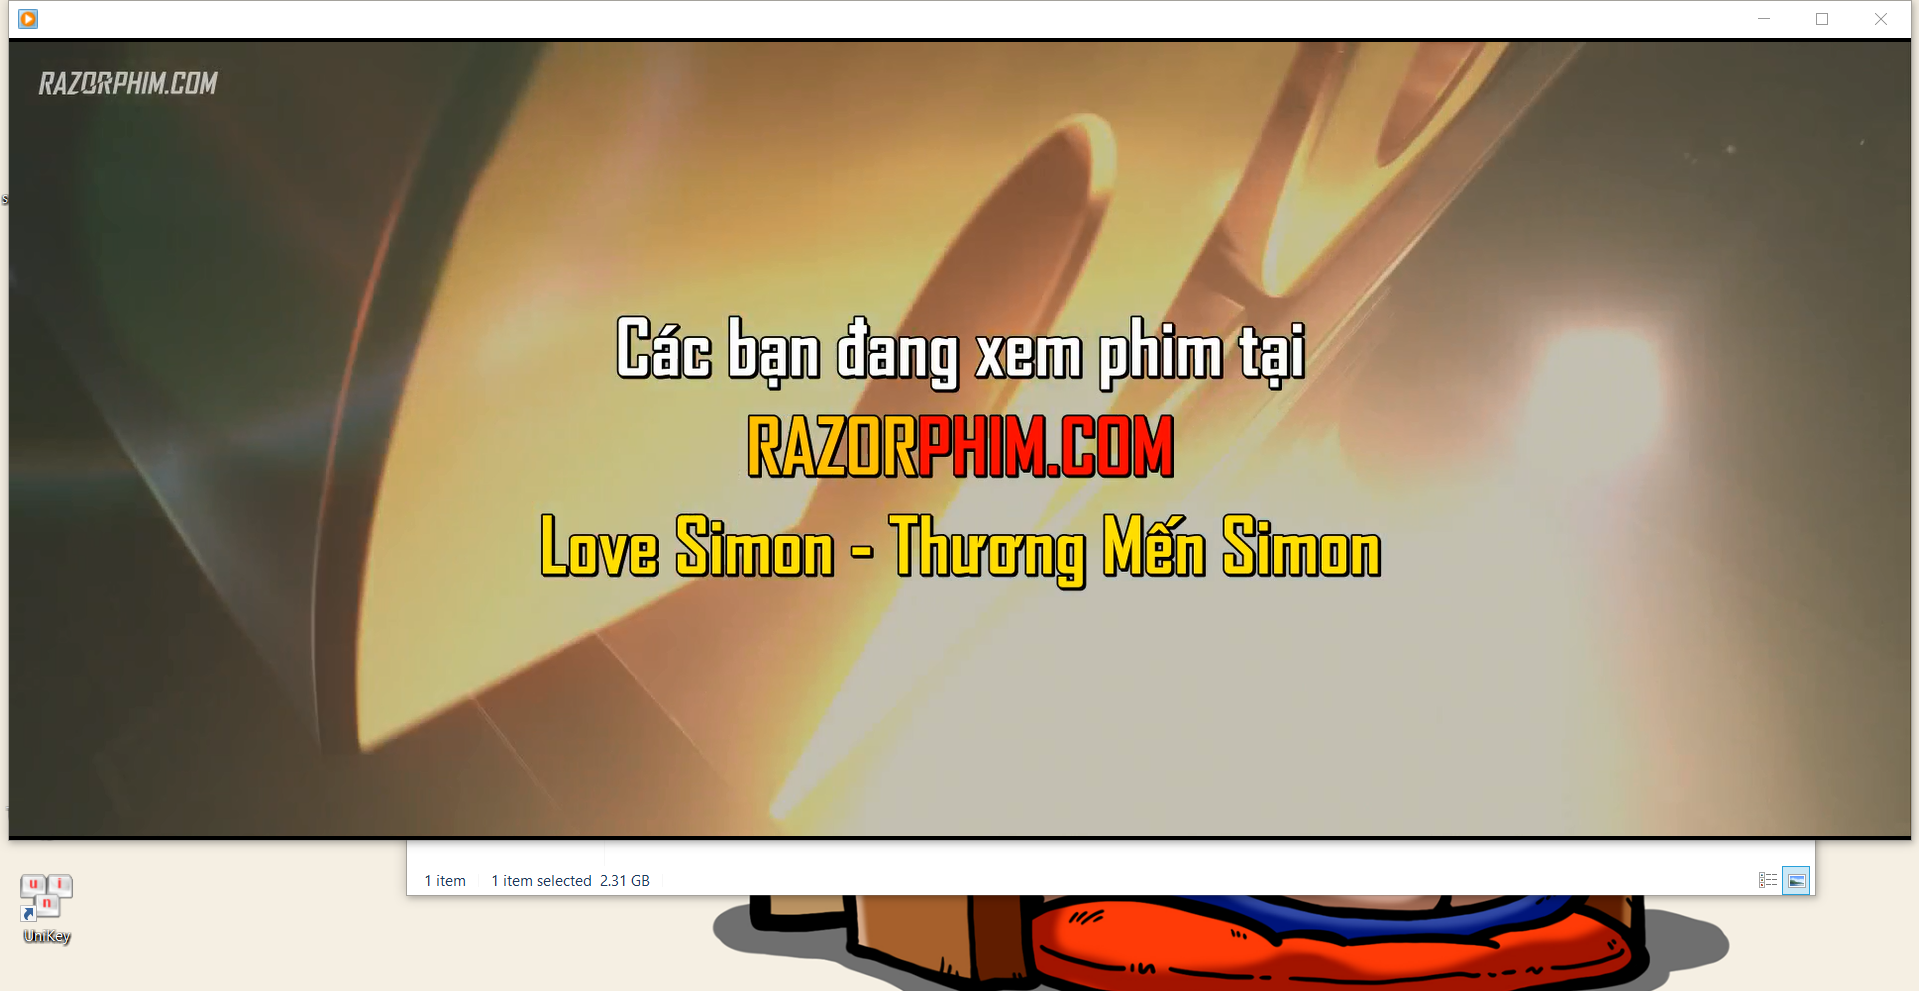 RAZORPHIM.COM
Các bạn đang xem phim tại
RAZORPHIM.COM
Love Simon - Thương Mến Simon
1 item 1 item selected 2.31 GB
u i
n
UniKey